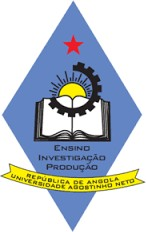 ENSINO
INVESTIGAÇÃO
PRODUÇÃO
REPÚBLICA DE ANGOLA
UNIVERSIDADE AGOSTINHO NETO